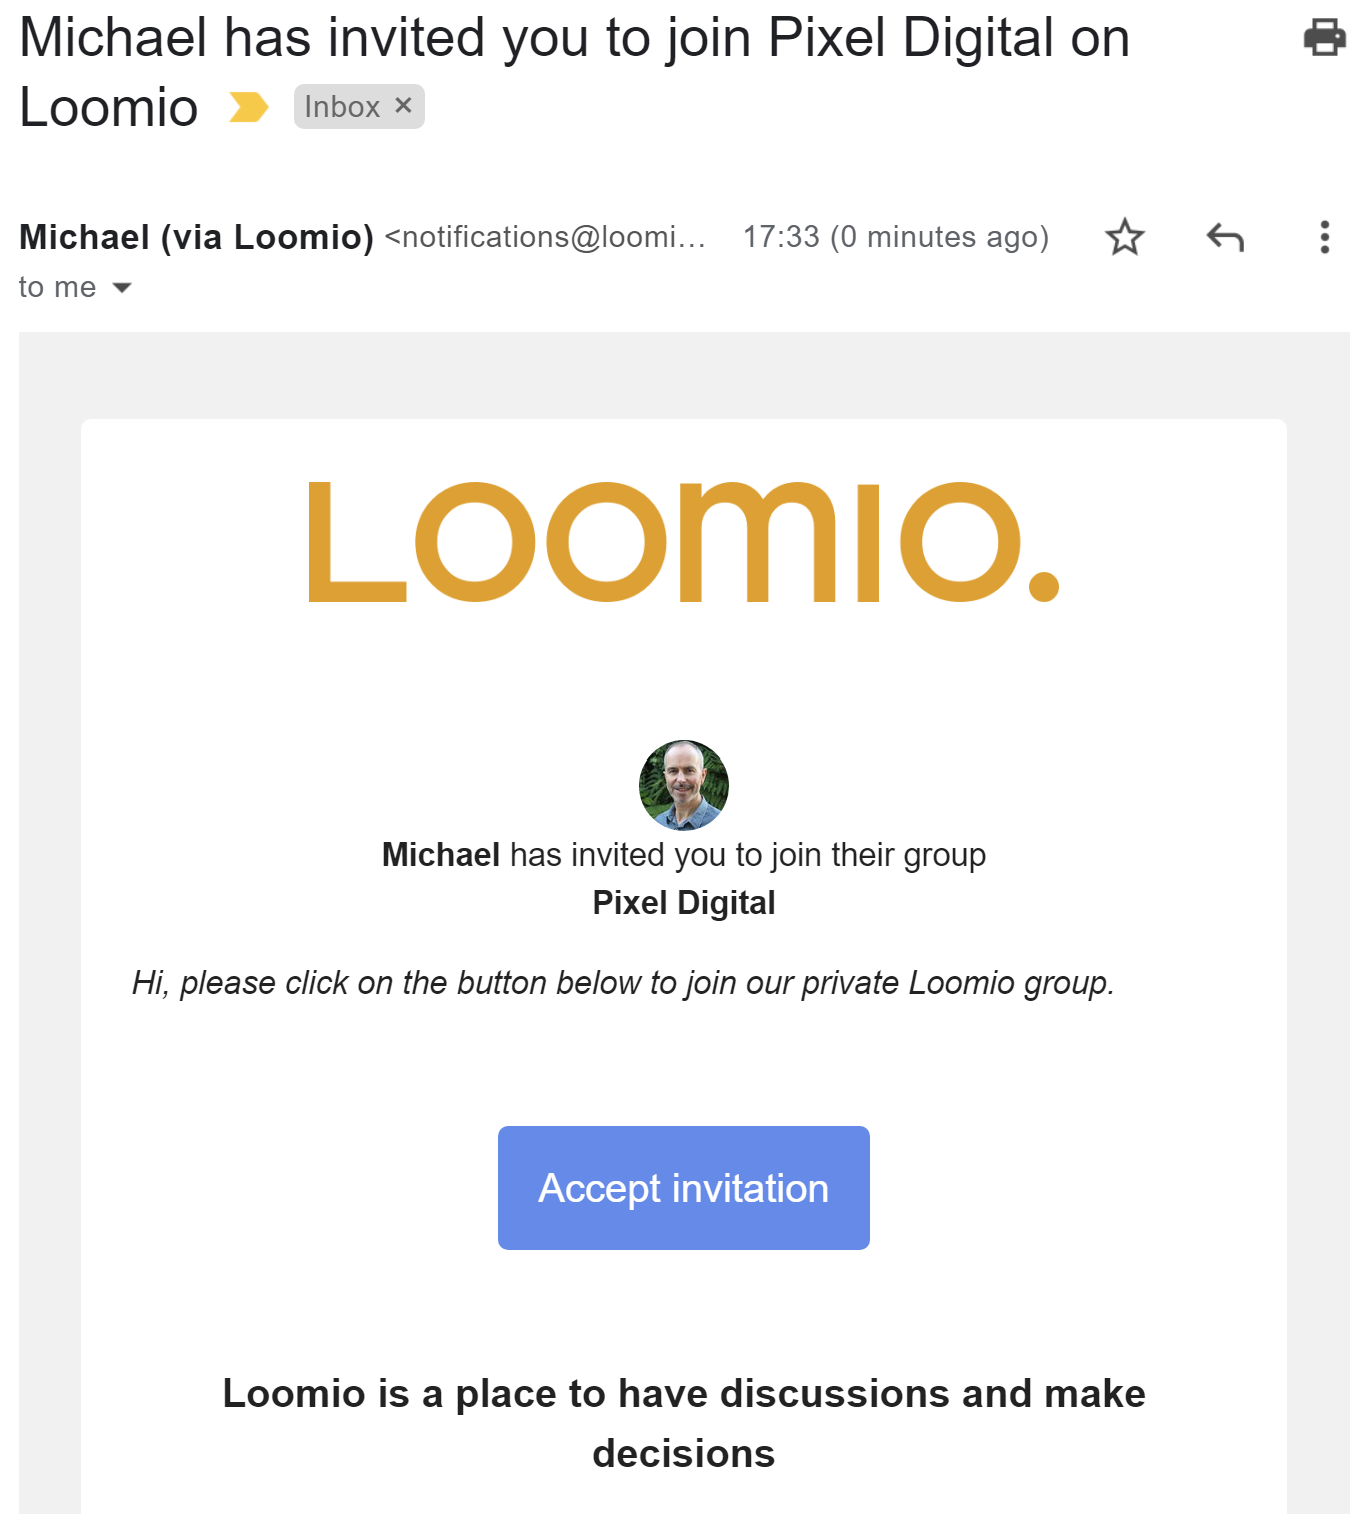 Michael has invited you to join Pixel Digital on
Loomio
Inbox ×
Michael (via Loomio) <notifications@loomi... 17:33 (0 minutes ago)
to me
LOOMIO.
Michael has invited you to join their group
Pixel Digital
Hi, please click on the button below to join our private Loomio group.
Accept invitation
Loomio is a place to have discussions and make
decisions